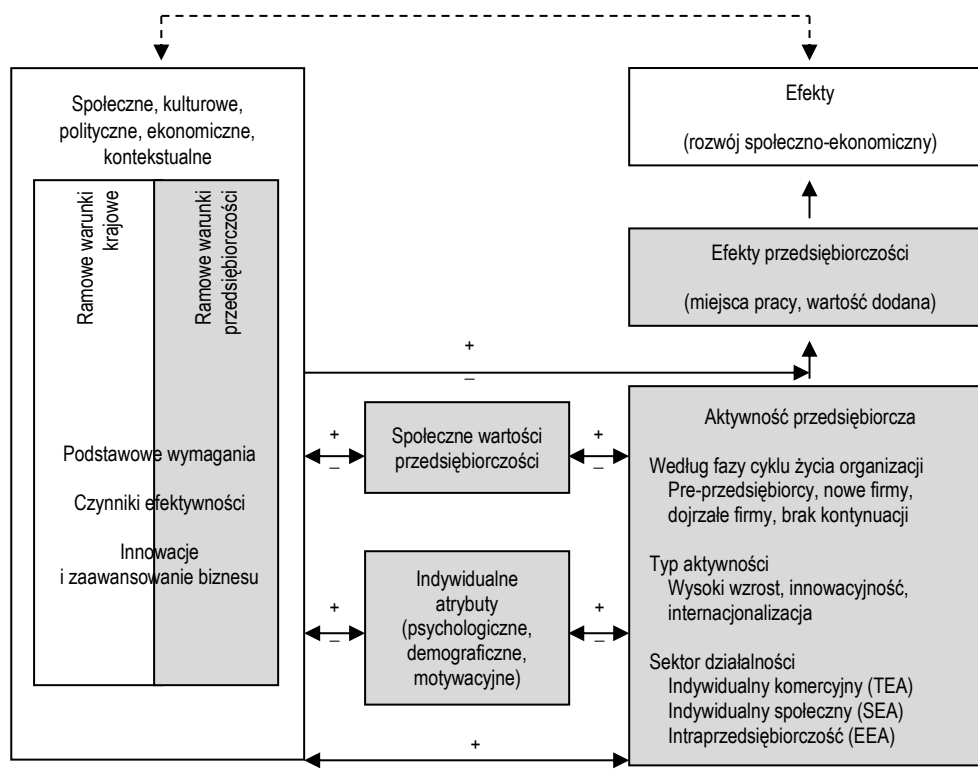 Społeczne, kulturowe,
polityczne, ekonomiczne,
kontekstualne
Ramowe warunki
krajowe
Ramowe warunki
przedsiębiorczości
Podstawowe wymagania
Czynniki efektywności
Innowacje
i zaawansowanie biznesu
Efekty
(rozwój społeczno-ekonomiczny)
Efekty przedsiębiorczości
(miejsca pracy, wartość dodana)
+
–
+
–
Społeczne wartości
przedsiębiorczości
+
–
+
–
Indywidualne
atrybuty
(psychologiczne,
demograficzne,
motywacyjne)
+
–
Aktywność przedsiębiorcza
Według fazy cyklu życia organizacji
Pre-przedsiębiorcy, nowe firmy,
dojrzałe firmy, brak kontynuacji
Typ aktywności
Wysoki wzrost, innowacyjność,
internacjonalizacja
Sektor działalności
Indywidualny komercyjny (TEA)
Indywidualny społeczny (SEA)
Intraprzedsiębiorczość (EEA)
+